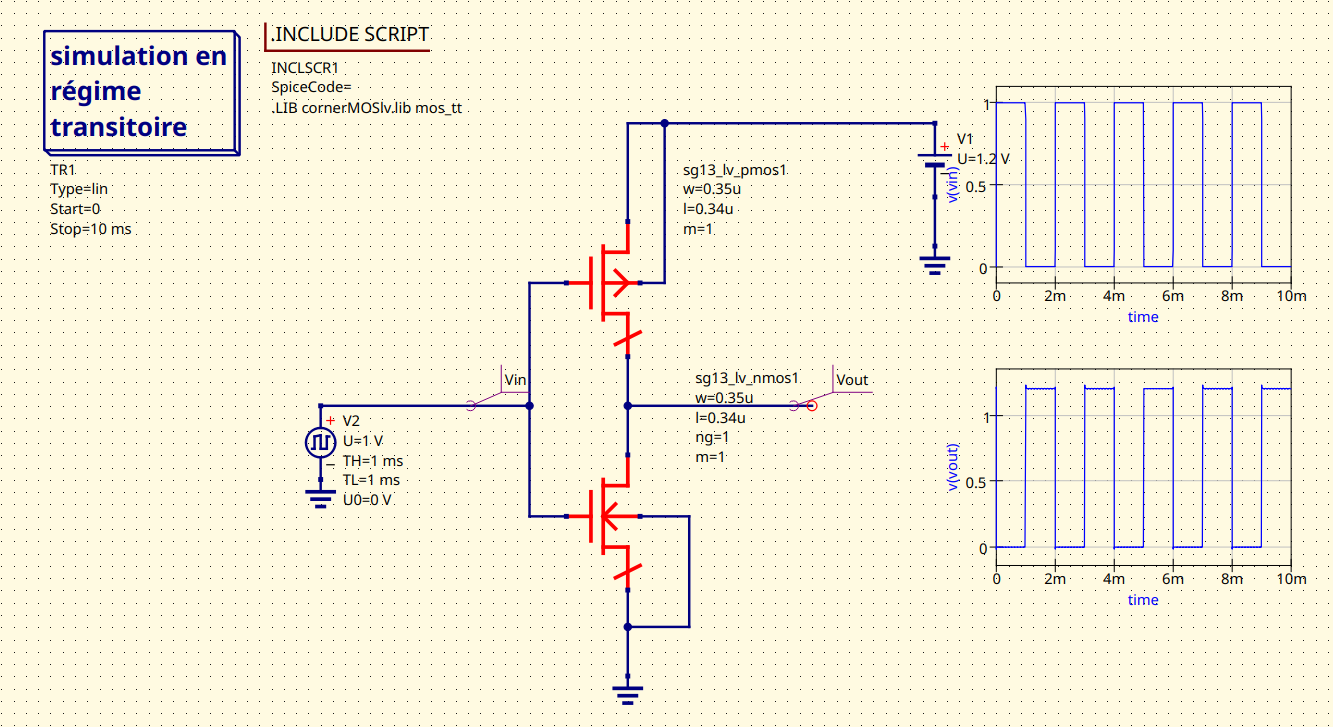 simulation en
régime
transitoire
TR1
Type=lin
Start=0
Stop=10 ms
.INCLUDE SCRIPT
INCLSCR1
SpiceCode=
.LIB cornerMOSlv.lib mos_tt
sg13_lv_pmos1
w=0.35u
l=0.34u
m=1
+
V1
U=1.2 V
Vin
+
V2
U=1 V
TH=1 ms
TL=1 ms
U0=0 V
sg13_lv_nmos1
w=0.35u
l=0.34u
ng=1
m=1
Vout
v(vin)
1
0.5
0
0 2m 4m 6m 8m 10m
time
v(vout)
1
0.5
0
0 2m 4m 6m 8m 10m
time